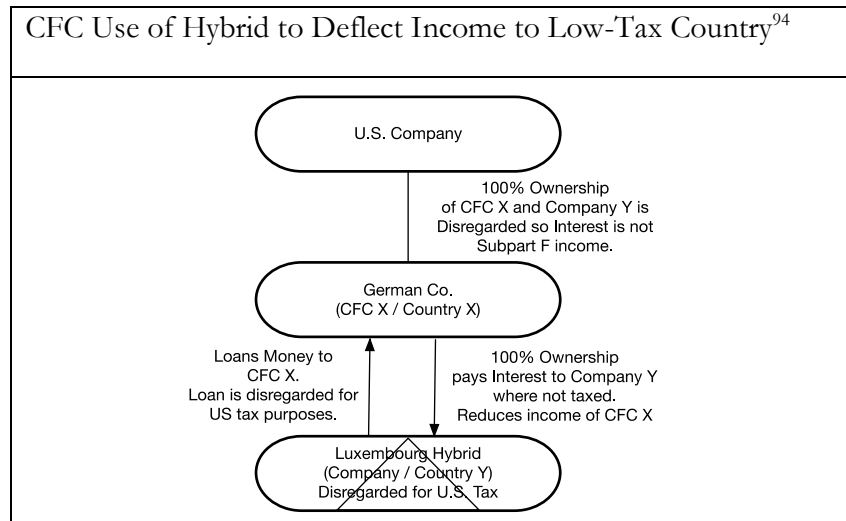 CFC Use of Hybrid to Deflect Income to Low-Tax Country94
U.S. Company
100% Ownership
of CFC X and Company Y is
Disregarded so Interest is not
Subpart F income.
German Co.
(CFC X / Country X)
Loans Money to
CFC X.
Loan is disregarded for
US tax purposes.
100% Ownership
pays Interest to Company Y
where not taxed.
Reduces income of CFC X
Luxembourg Hybrid
(Company / Country Y)
Disregarded for U.S. Tax